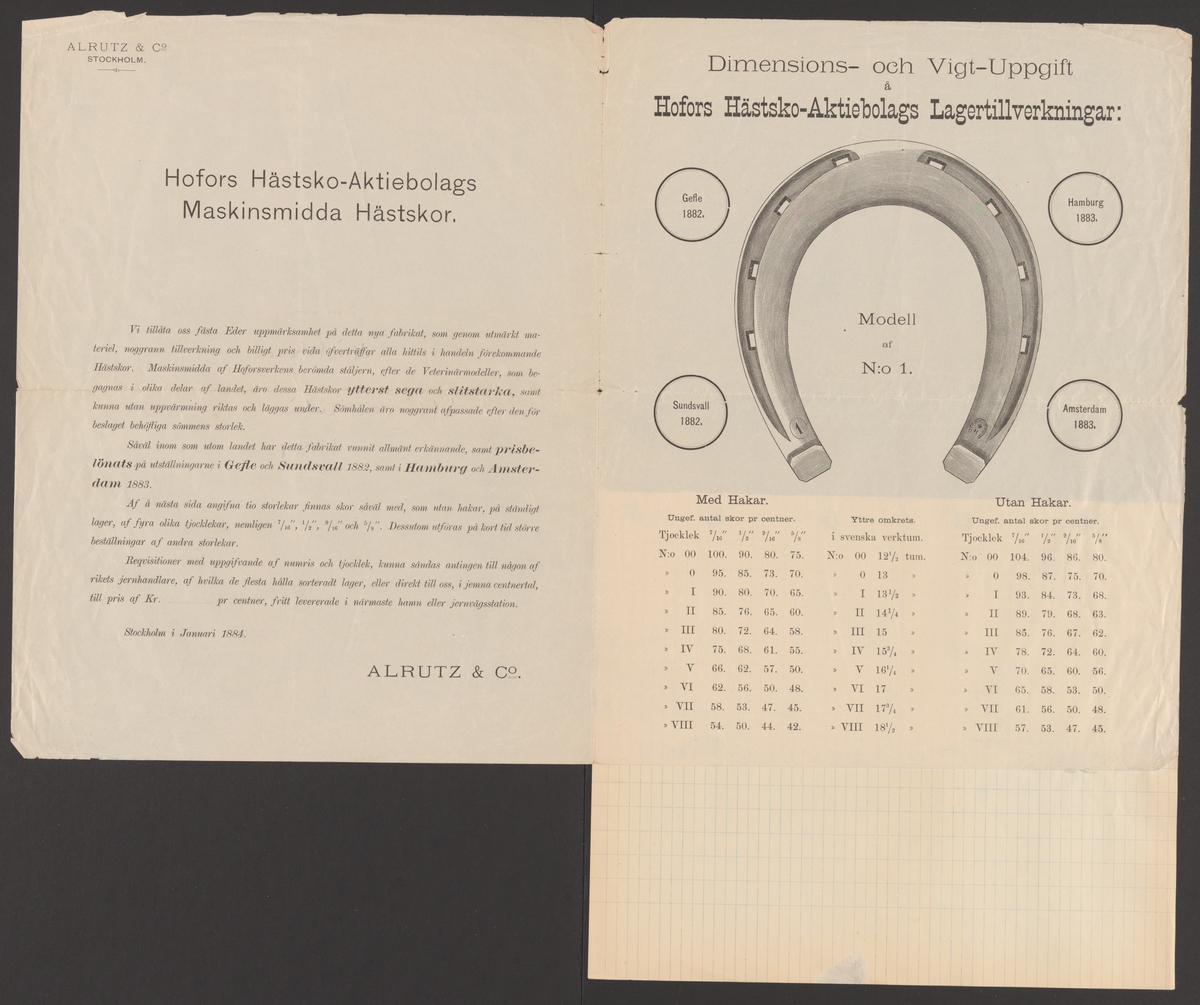 ALRUTZ & Co
STOCKHOLM.
Hofors Hästsko-Aktiebolags
Maskinsmidda Hästskor.
Vi tillåta oss fästa Eder uppmärksamhet på detta nya fabrikat, som genom utmärkt ma-
teriel, noggrann tillverkning och billigt pris vida öfverträffar alla hittils i handeln förekommande
Hästskor. Maskinsmidda af Hoforsverkens berömda ståljern, efter de Veterinärmodeller, som be-
gagnas i olika delar af landet, äro dessa Hästskor ytterst sega och slitstarka, samt
kunna utan uppvärmning riktas och läggas under. Sömhålen äro noggrant afpassade efter den för
beslaget behöfliga sömmens storlek.
Såväl inom som utom landet har detta fabrikat vunnit allmänt erkännande, samt prisbe-
lönats på utställningarne i Gefle och Sundsvall 1882, samt i Hamburg och Amster-
dam 1883.
Af å nästa sida angifna tio storlekar finnas skor såväl med, som utan hakar, på ständigt
lager, af fyra olika tjocklekar, nemligen 7/16", 1/2", 9/16" och 5/8". Dessutom utföras på kort tid större
beställningar af andra storlekar.
Reqvisitioner med uppgifvande af numris och tjocklek, kunna sändas antingen till någon af
rikets jernhandlare, af hvilka de flesta hålla sorteradt lager, eller direkt till oss, i jemna centnertal,
till pris af Kr. pr centner, fritt levererade i närmaste hamn eller jernvägsstation.
Stockholm i Januari 1884.
ALRUTZ & Co.
Dimensions- och Vigt-Uppgift
å
Hofors Hästsko-Aktiebolags Lagertillverkningar:
Gefle
1882.
Hamburg
1883.
Modell
af
N:o 1.
Sundsvall
1882.
Amsterdam
1883.
1
Med Hakar. Utan Hakar.
Ungef. antal skor pr centner. Yttre omkrets. Ungef. antal skor pr centner.
Tjocklek 7/16" 1/2" 9/16" 5/8" i svenska verktum. Tjocklek 7/16" 1/2" 9/16" 5/8"
N:o 00 100. 90. 80. 75. N:o 00 12 1/2 tum. N:o 00 104. 96. 86. 80.
» 0 95. 85. 73. 70. » 0 13 » » 0 98. 87. 75. 70.
» I 90. 80. 70. 65. » I 13 1/2 » » I 93. 84. 73. 68.
» II 85. 76. 65. 60. » II 14 1/4 » » II 89. 79. 68. 63.
» III 80. 72. 64. 58. » III 15 » » III 85. 76. 67. 62.
» IV 75. 68. 61. 55. » IV 15 3/4 » » IV 78. 72. 64. 60.
» V 66. 62. 57. 50. » V 16 1/4 » » V 70. 65. 60. 56.
» VI 62. 56. 50. 48. » VI 17 » » VI 65. 58. 53. 50.
» VII 58. 53. 47. 45. » VII 17 3/4 » » VII 61. 56. 50. 48.
» VIII 54. 50. 44. 42. » VIII 18 1/2 » » VIII 57. 53. 47. 45.